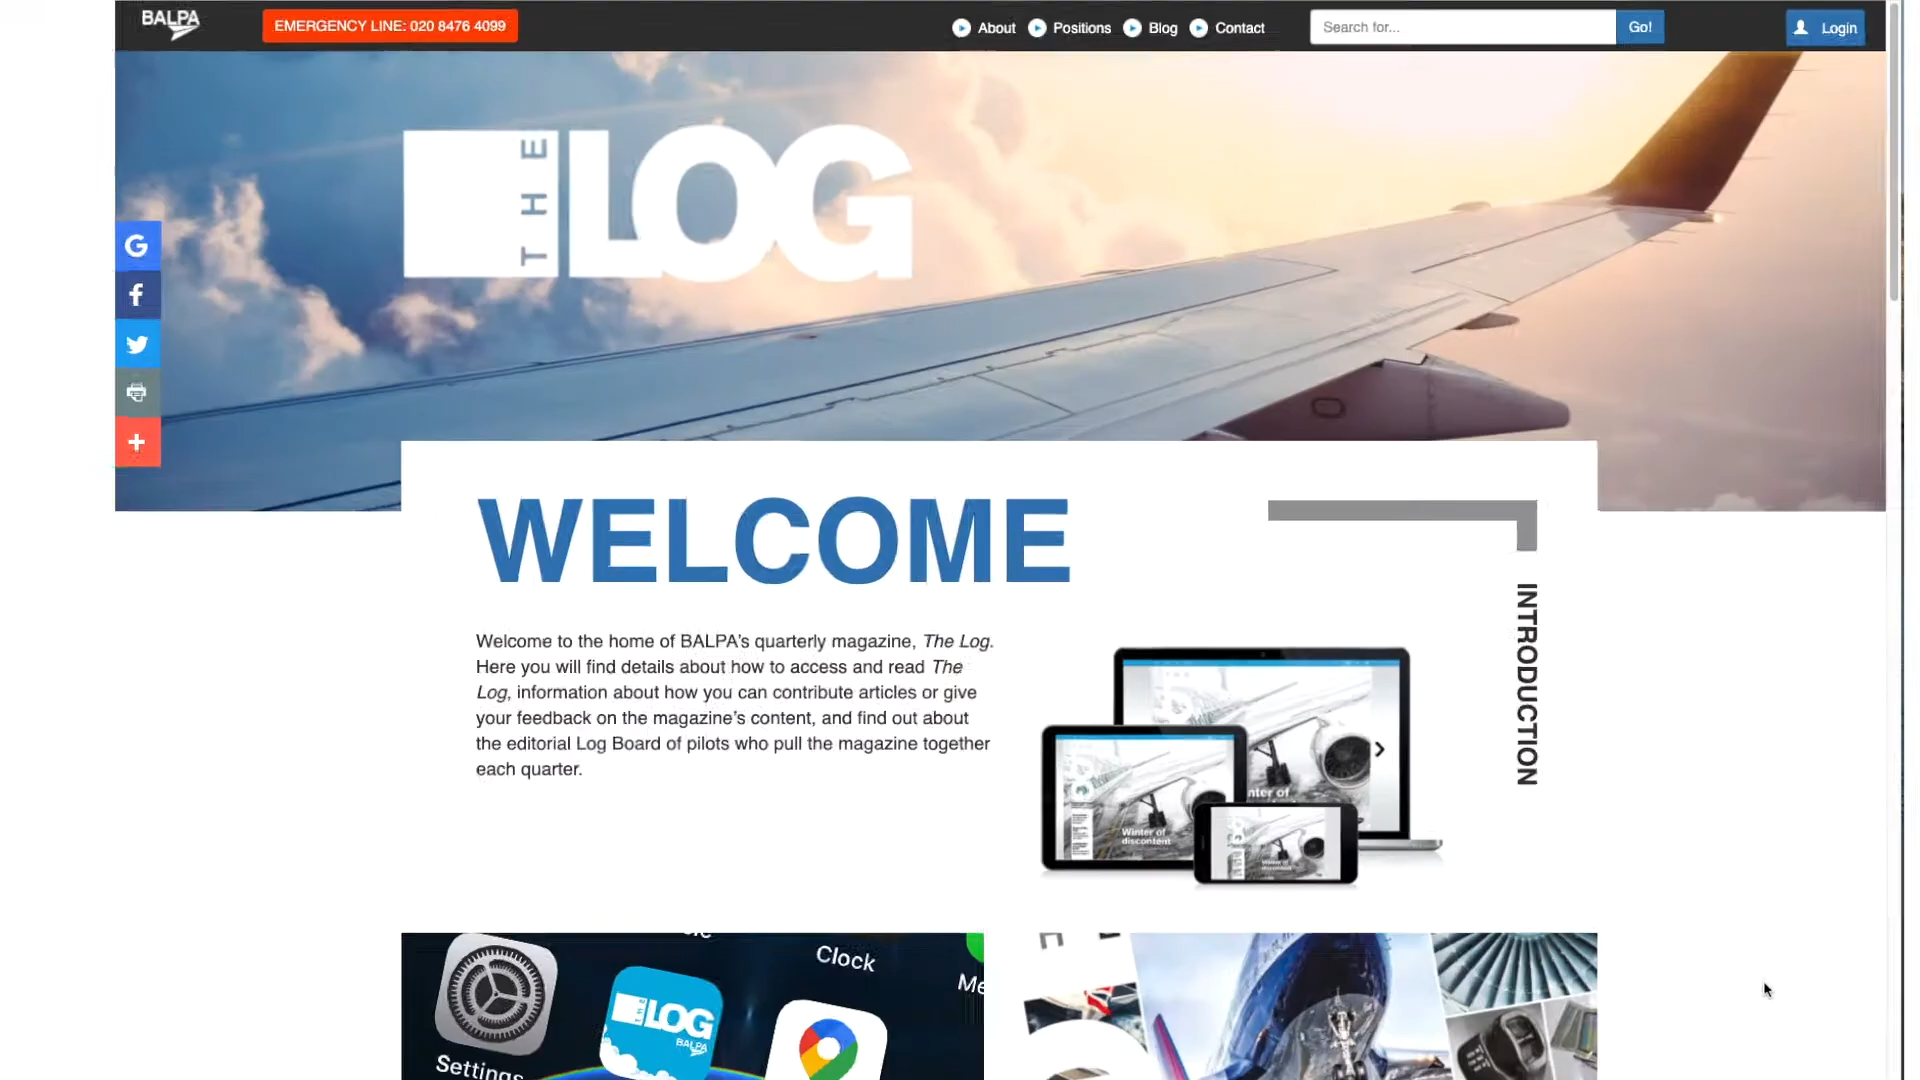 BALPA
EMERGENCY LINE: 020 8476 4099
About
Positions
Blog
Contact
Search for...
Go!
Login
THE LOG
WELCOME
INTRODUCTION
Welcome to the home of BALPA's quarterly magazine, The Log.
Here you will find details about how to access and read The
Log, information about how you can contribute articles or give
your feedback on the magazine's content, and find out about
the editorial Log Board of pilots who pull the magazine together
each quarter.
Winter of
discontent
Clock
Settings
THE LOG
BALPA